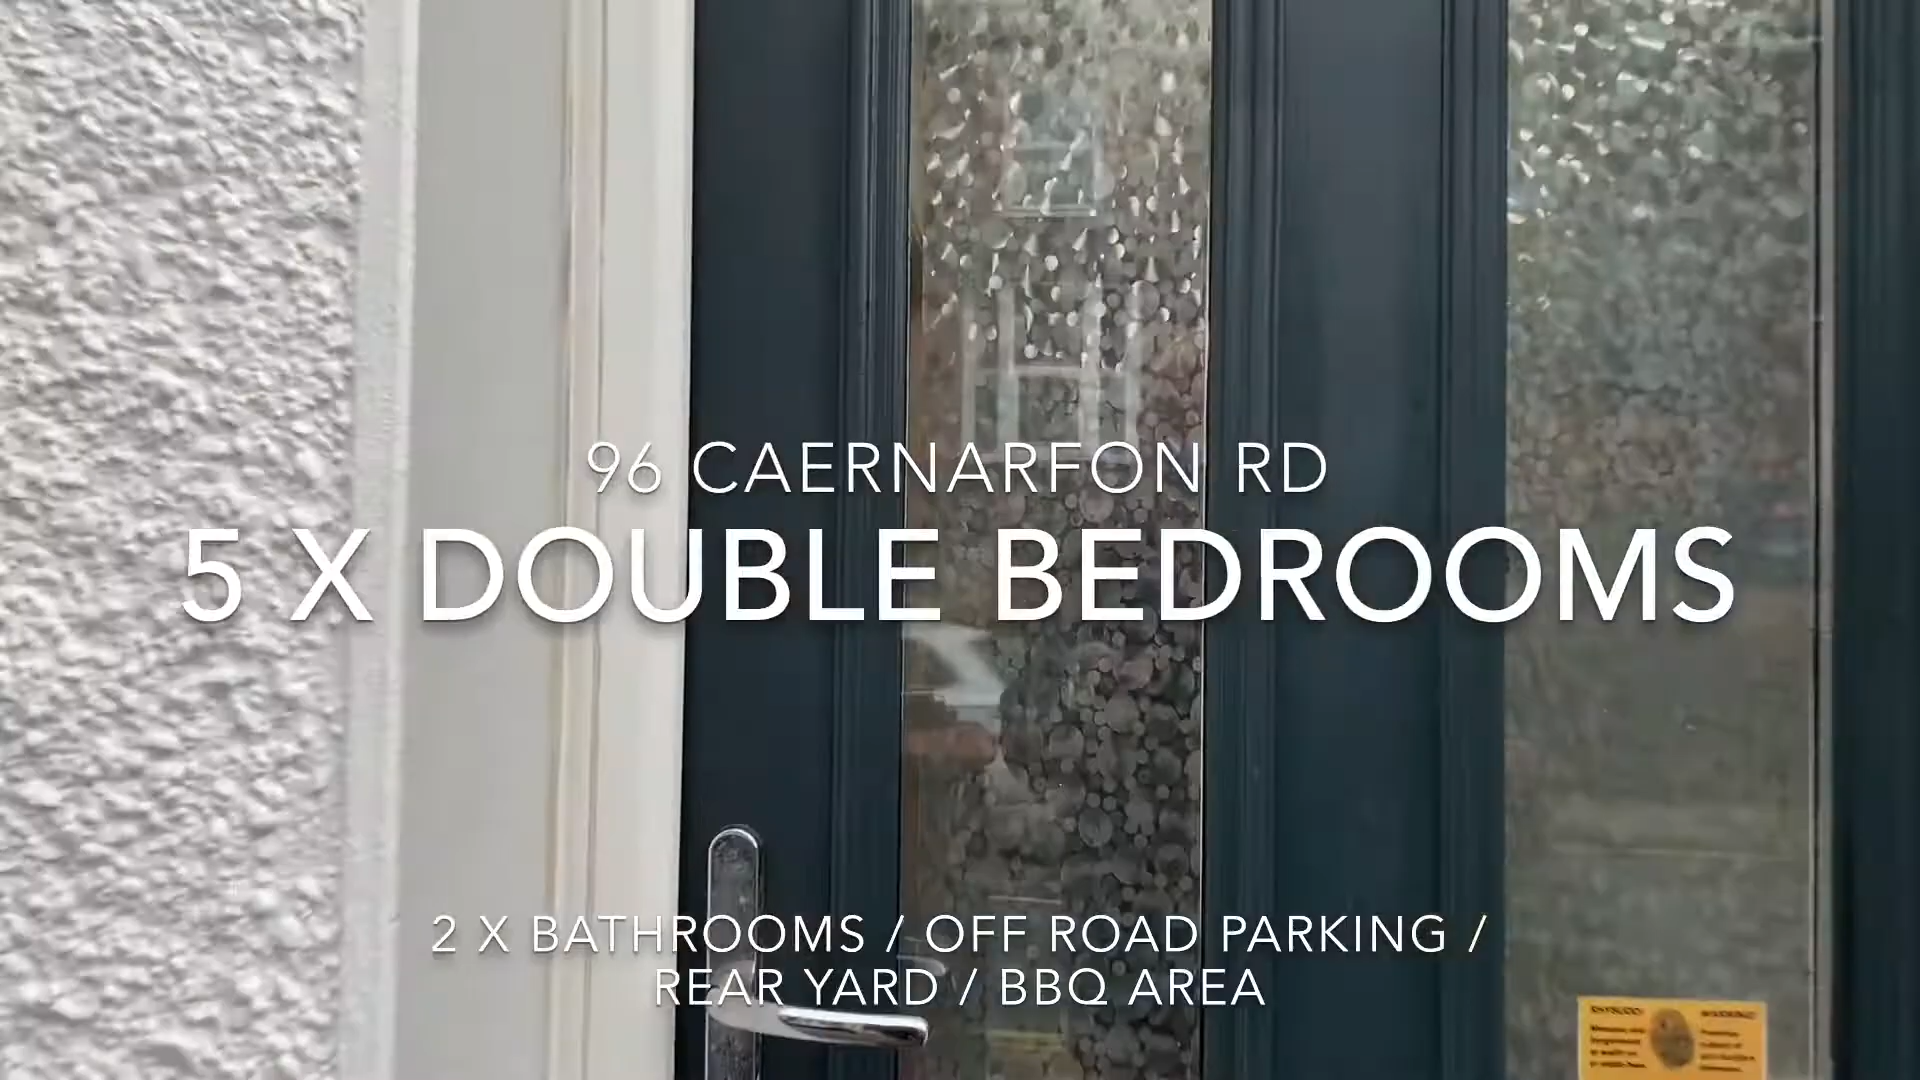 96 CAERNARFON RD
5 X DOUBLE BEDROOMS
2 X BATHROOMS / OFF ROAD PARKING /
REAR YARD / BBQ AREA